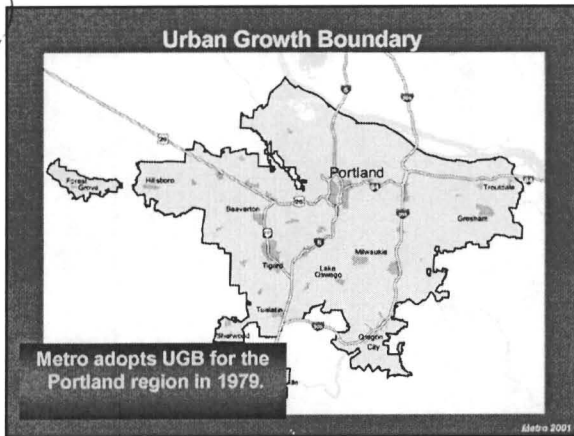 Urban Growth Boundary
Portland
Forest
Grove
Hillsboro
Beaverton
Troutdale
Gresham
Tigard
Milwaukie
Lake
Oswego
Tualatin
Sherwood
Oregon
City
Metro adopts UGB for the
Portland region in 1979.
Metro 2001